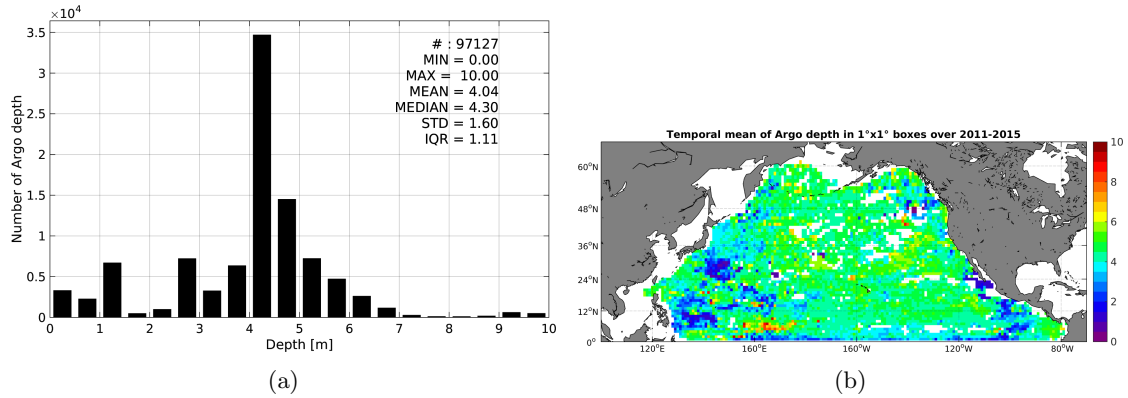 ×10⁴
3.5
3
2.5
2
1.5
1
0.5
0
0 1 2 3 4 5 6 7 8 9 10
Number of Argo depth
Depth [m]
# : 97127
MIN = 0.00
MAX = 10.00
MEAN = 4.04
MEDIAN = 4.30
STD = 1.60
IQR = 1.11
(a)
Temporal mean of Argo depth in 1°x1° boxes over 2011-2015
60°N
48°N
36°N
24°N
12°N
0°
120°E 160°E 160°W 120°W 80°W
10
8
6
4
2
0
(b)